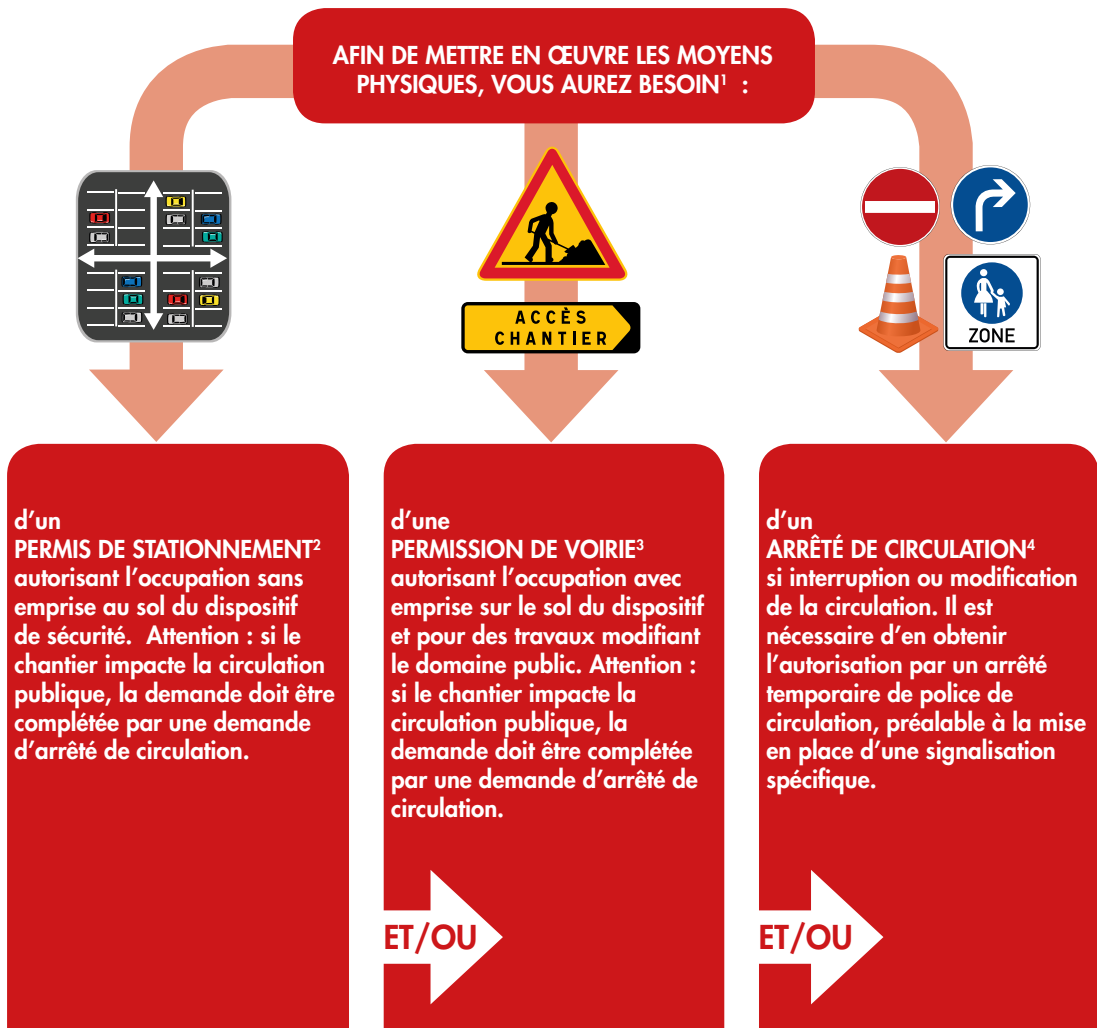 AFIN DE METTRE EN ŒUVRE LES MOYENS
PHYSIQUES, VOUS AUREZ BESOIN¹ :
ACCÈS
CHANTIER
ZONE
d’un
PERMIS DE STATIONNEMENT²
autorisant l’occupation sans
emprise au sol du dispositif
de sécurité. Attention : si le
chantier impacte la circulation
publique, la demande doit être
complétée par une demande
d’arrêté de circulation.
d’une
PERMISSION DE VOIRIE³
autorisant l’occupation avec
emprise sur le sol du dispositif
et pour des travaux modifiant
le domaine public. Attention :
si le chantier impacte la
circulation publique, la
demande doit être complétée
par une demande d’arrêté de
circulation.
ET/OU
d’un
ARRÊTÉ DE CIRCULATION⁴
si interruption ou modification
de la circulation. Il est
nécessaire d’en obtenir
l’autorisation par un arrêté
temporaire de police de
circulation, préalable à la mise
en place d’une signalisation
spécifique.
ET/OU